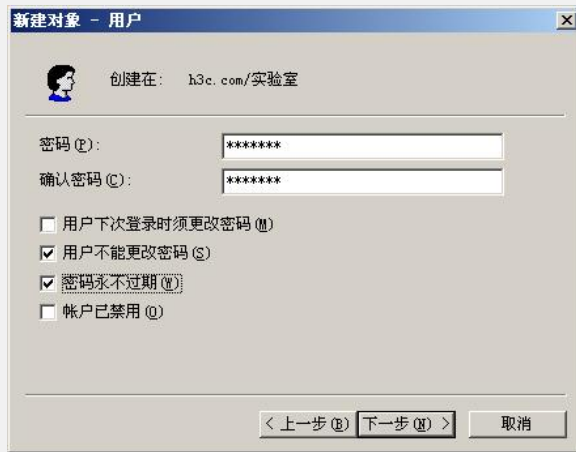 新建对象 - 用户
创建在: h3c.com/实验室
密码(P):
*******
确认密码(C):
*******
用户下次登录时须更改密码(M)
用户不能更改密码(S)
密码永不过期(W)
帐户已禁用(O)
< 上一步(B) 下一步(N) > 取消